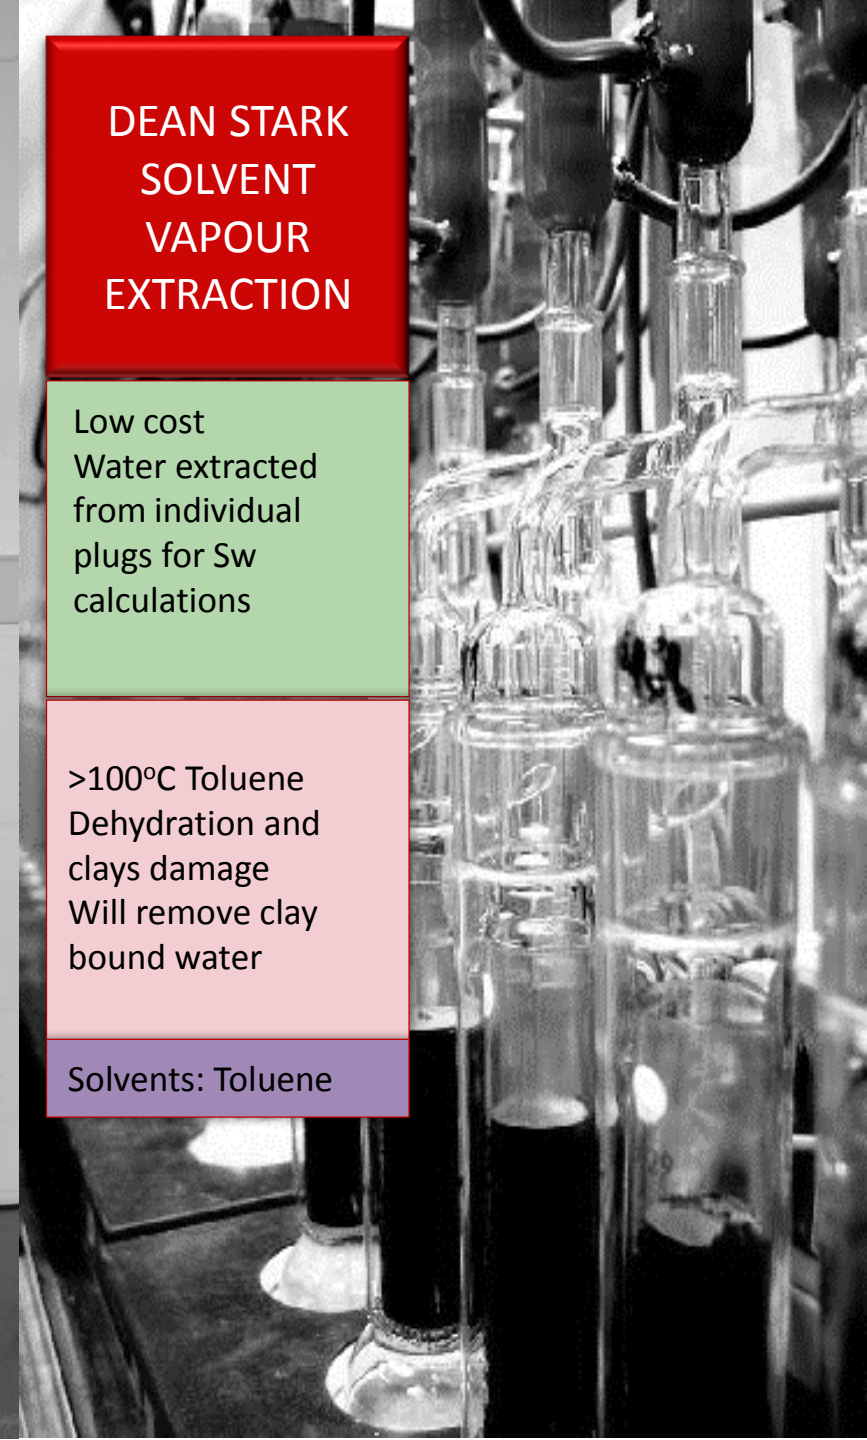 DEAN STARK
SOLVENT
VAPOUR
EXTRACTION
Low cost
Water extracted
from individual
plugs for Sw
calculations
>100°C Toluene
Dehydration and
clays damage
Will remove clay
bound water
Solvents: Toluene